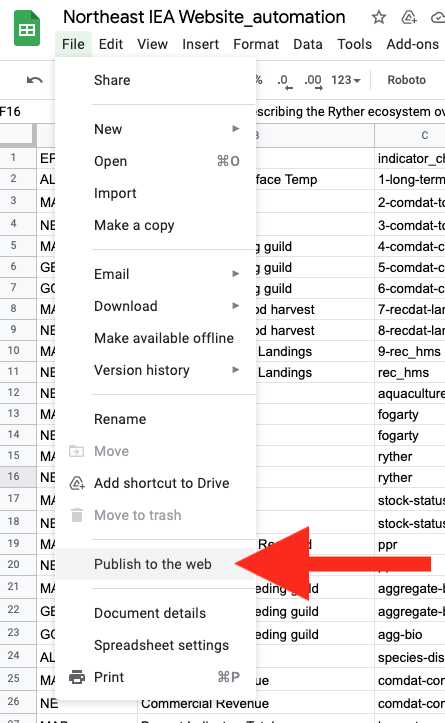 Northeast IEA Website_automation
File Edit View Insert Format Data Tools Add-ons
% .0 .00 123 Roboto
F16 escribing the Ryther ecosystem ov
Share
New
Open ⌘O
Import
Make a copy
Email
Download
Make available offline
Version history
Rename
Move
Add shortcut to Drive
Move to trash
Publish to the web
Document details
Spreadsheet settings
Print ⌘P
B C
1 EP indicator_ch
2 AL face Temp 1-long-term
3 MA 2-comdat-to
4 NE 3-comdat-to
5 MA g guild 4-comdat-c
6 GE g guild 5-comdat-c
7 GO g guild 6-comdat-c
8 MA od harvest 7-recdat-lan
9 NE od harvest 8-recdat-lan
10 MA Landings 9-rec_hms
11 NE Landings rec_hms
12 NE aquaculture
13 MA fogarty
14 NE fogarty
15 MA ryther
16 NE ryther
17 MA stock-status
18 NE stock-status
19 MA ppr
20 NE
21 MA eding guild aggregate-b
22 GE eding guild aggregate-b
23 GO eding guild agg-bio
24 AL species-dis
25 MA nue comdat-com
26 NE Commercial Revenue comdat-con
27